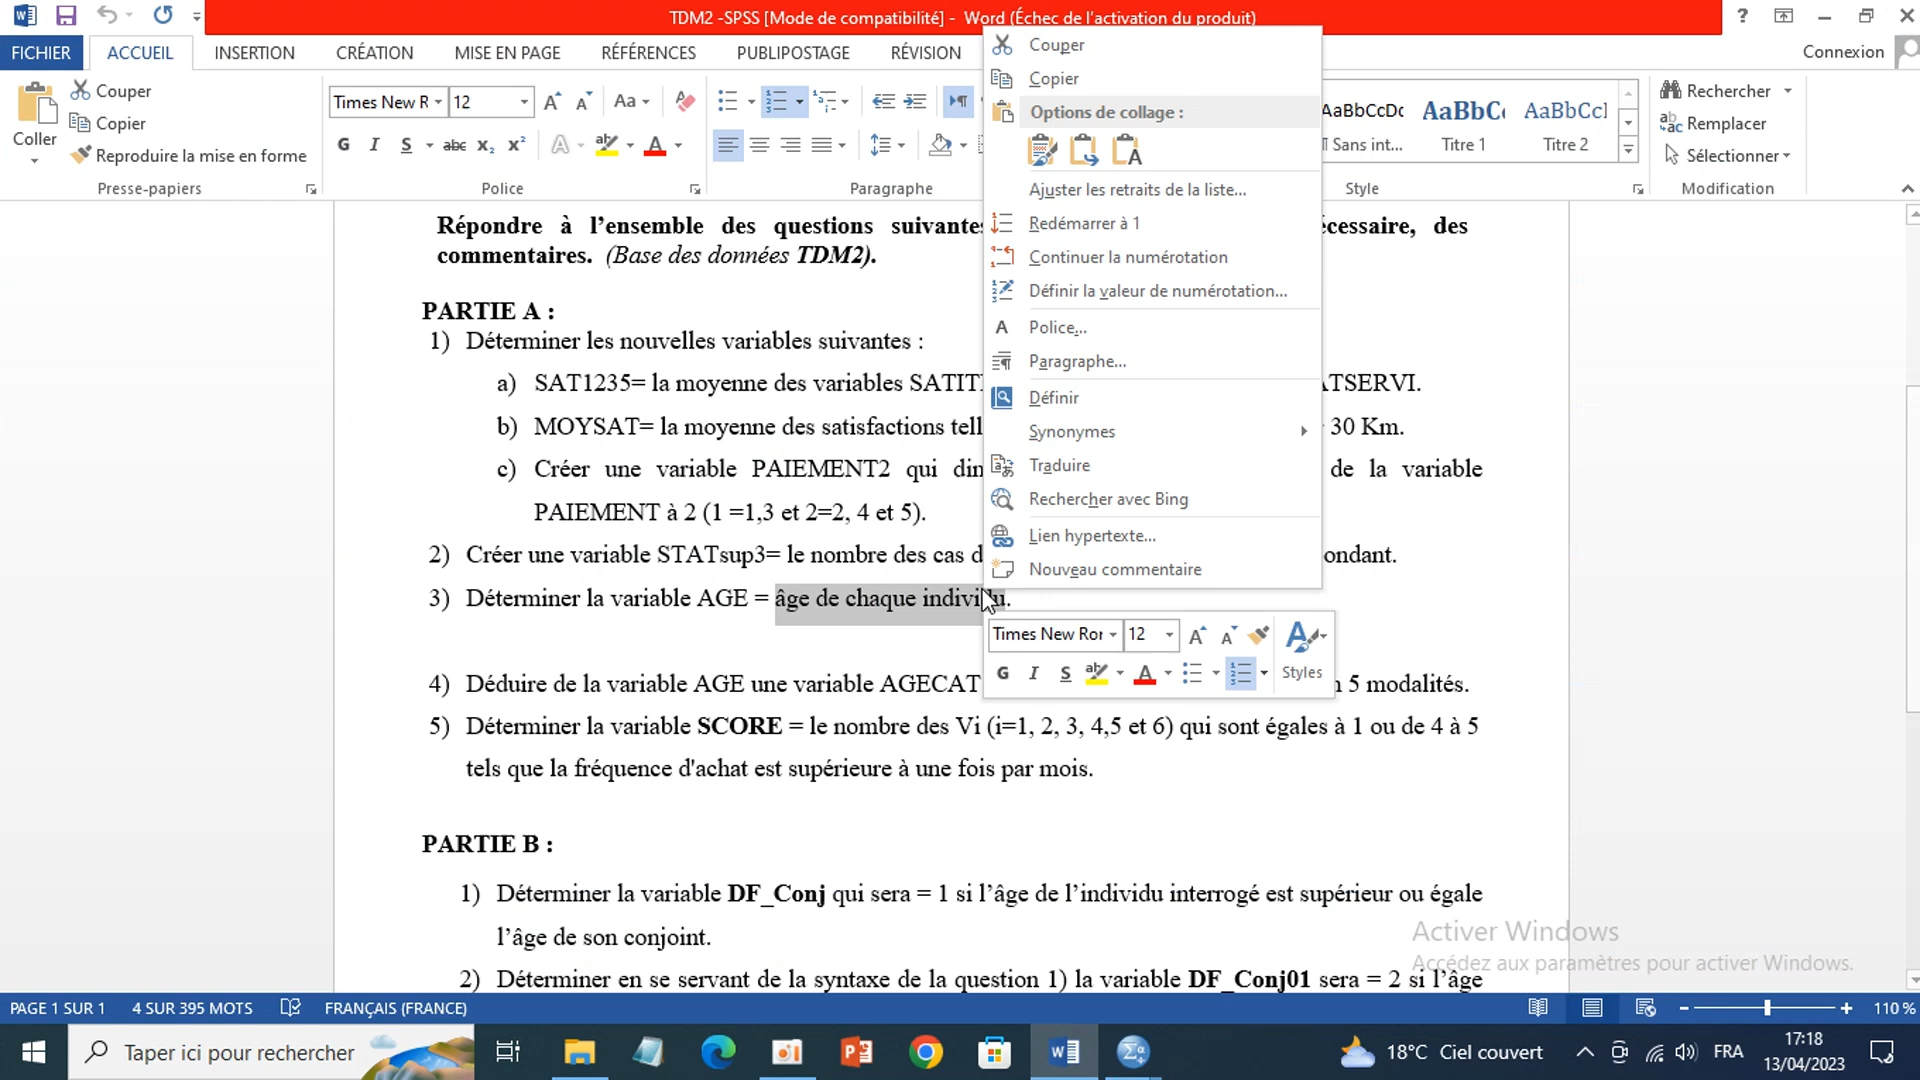 TDM2 -SPSS [Mode de compatibilité] - Word (Échec de l'activation du produit)
?
FICHIER ACCUEIL INSERTION CRÉATION MISE EN PAGE RÉFÉRENCES PUBLIPOSTAGE RÉVISION Connexion
Coller
Couper
Copier
Reproduire la mise en forme
Presse-papiers
Times New R 12
Aa
G I S abc X₂ X² A A
Police
Paragraphe
AaBbCcDc AaBbC AaBbCcI
¶ Sans int... Titre 1 Titre 2
Style
Rechercher
Remplacer
Sélectionner
Modification
Couper
Copier
Options de collage :
Ajuster les retraits de la liste...
Redémarrer à 1
Continuer la numérotation
Définir la valeur de numérotation...
Police...
Paragraphe...
Définir
Synonymes
Traduire
Rechercher avec Bing
Lien hypertexte...
Nouveau commentaire
Times New Ror 12
G I S A Styles
Répondre à l’ensemble des questions suivantes cessaire, des
commentaires. (Base des données TDM2).
PARTIE A :
1) Déterminer les nouvelles variables suivantes :
a) SAT1235= la moyenne des variables SATIT TSERVI.
b) MOYSAT= la moyenne des satisfactions tell 30 Km.
c) Créer une variable PAIEMENT2 qui dim de la variable
PAIEMENT à 2 (1 =1,3 et 2=2, 4 et 5).
2) Créer une variable STATsup3= le nombre des cas d ondant.
3) Déterminer la variable AGE = âge de chaque individu.
4) Déduire de la variable AGE une variable AGECAT n 5 modalités.
5) Déterminer la variable SCORE = le nombre des Vi (i=1, 2, 3, 4,5 et 6) qui sont égales à 1 ou de 4 à 5
tels que la fréquence d'achat est supérieure à une fois par mois.
PARTIE B :
1) Déterminer la variable DF_Conj qui sera = 1 si l’âge de l’individu interrogé est supérieur ou égale
l’âge de son conjoint.
2) Déterminer en se servant de la syntaxe de la question 1) la variable DF_Conj01 sera = 2 si l’âge
Activer Windows
Accédez aux paramètres pour activer Windows.
PAGE 1 SUR 1 4 SUR 395 MOTS FRANÇAIS (FRANCE) 110 %
Taper ici pour rechercher
18°C Ciel couvert FRA 17:18
13/04/2023